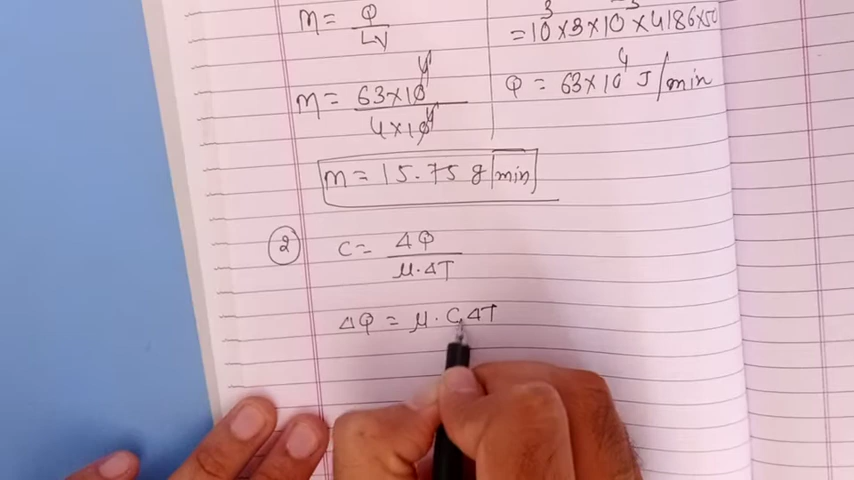 m = Q / Lv
= 10³ × 3 × 10⁻³ × 4186 × 50
m = 63×10⁴ / 4×10⁴
Q = 63×10⁴ J/min
m = 15.75 g/min
② C = ΔQ / μ·ΔT
ΔQ = μ·CΔT